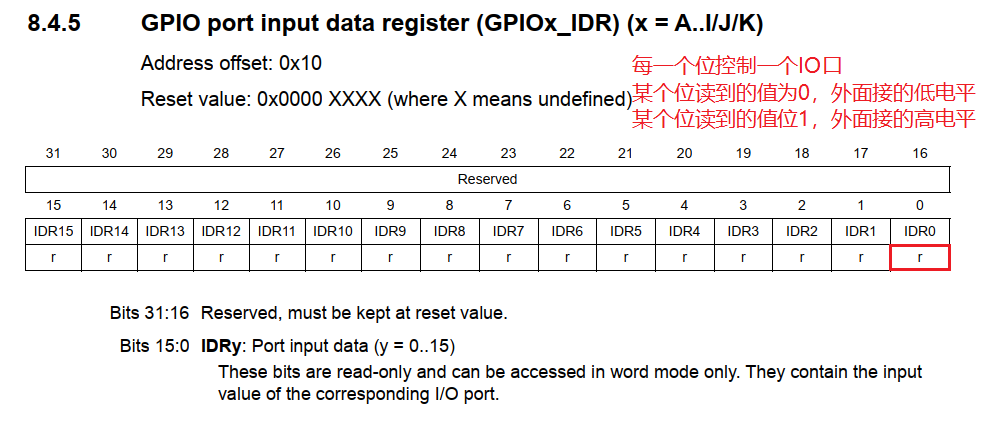 8.4.5 GPIO port input data register (GPIOx_IDR) (x = A..I/J/K)
Address offset: 0x10
Reset value: 0x0000 XXXX (where X means undefined)
每一个位控制一个IO口
某个位读到的值为0，外面接的低电平
某个位读到的值位1，外面接的高电平
31 30 29 28 27 26 25 24 23 22 21 20 19 18 17 16
Reserved
15 14 13 12 11 10 9 8 7 6 5 4 3 2 1 0
IDR15 IDR14 IDR13 IDR12 IDR11 IDR10 IDR9 IDR8 IDR7 IDR6 IDR5 IDR4 IDR3 IDR2 IDR1 IDR0
r r r r r r r r r r r r r r r r
Bits 31:16 Reserved, must be kept at reset value.
Bits 15:0 IDRy: Port input data (y = 0..15)
These bits are read-only and can be accessed in word mode only. They contain the input
value of the corresponding I/O port.